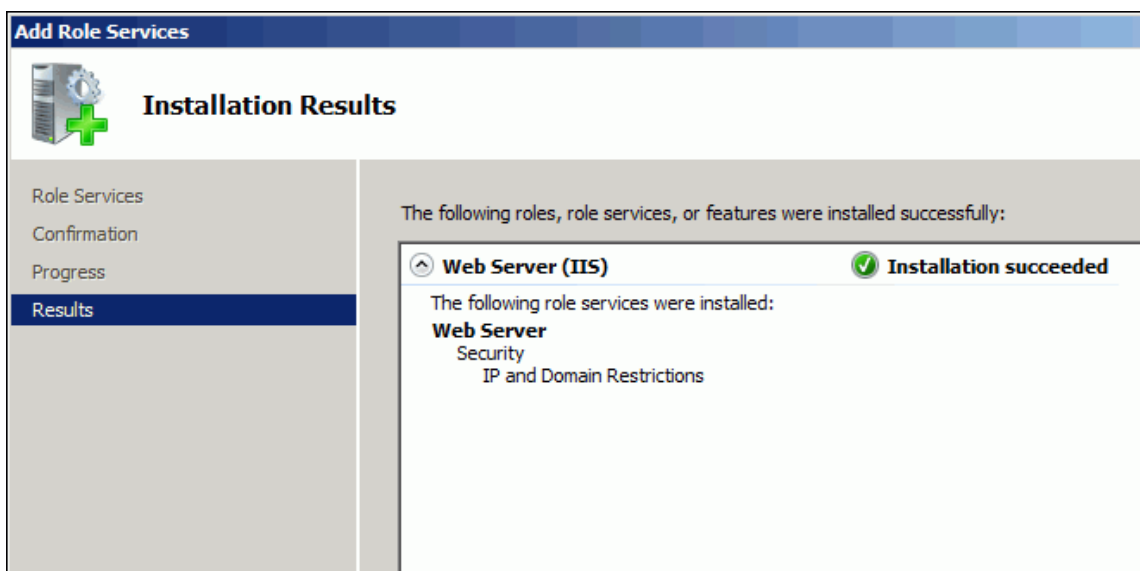 Add Role Services
Installation Results
Role Services
Confirmation
Progress
Results
The following roles, role services, or features were installed successfully:
Web Server (IIS)
Installation succeeded
The following role services were installed:
Web Server
Security
IP and Domain Restrictions